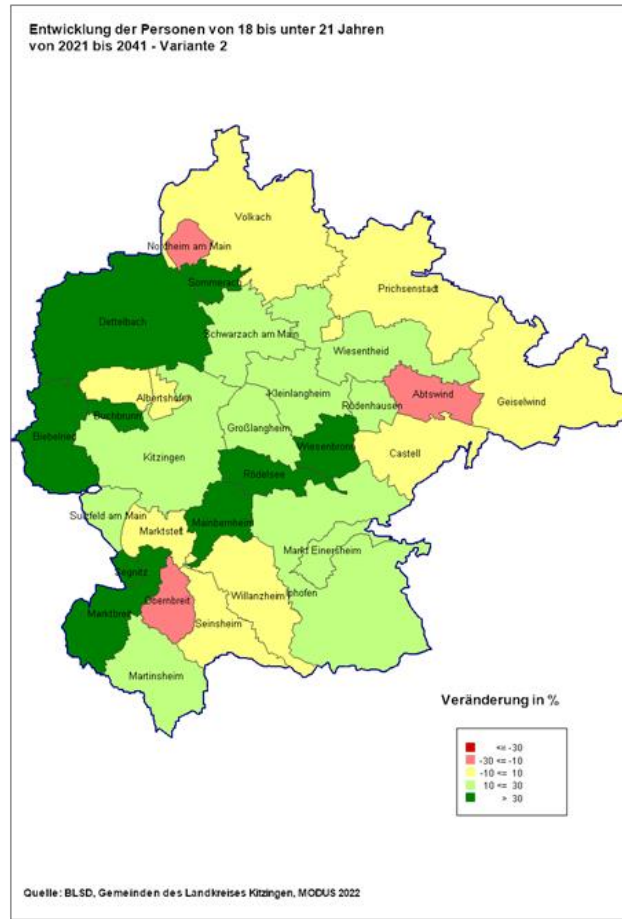 Entwicklung der Personen von 18 bis unter 21 Jahren
von 2021 bis 2041 - Variante 2
Volkach
Nordheim am Main
Sommerach
Prichsenstadt
Dettelbach
Schwarzach am Main
Wiesentheid
Kleinlangheim
Abtswind
Albertshofen
Rödenhausen
Geiselwind
Buchbrunn
Großlangheim
Biebelried
Wiesenbronn
Kitzingen
Castell
Rödelsee
Sulzfeld am Main
Mainbernheim
Marktsteft
Markt Einersheim
Segnitz
Willanzheim
Iphofen
Obernbreit
Marktbreit
Seinsheim
Martinsheim
Veränderung in %
<= -30
-30 <= -10
-10 <= 10
10 <= 30
> 30
Quelle: BLSD, Gemeinden des Landkreises Kitzingen, MODUS 2022